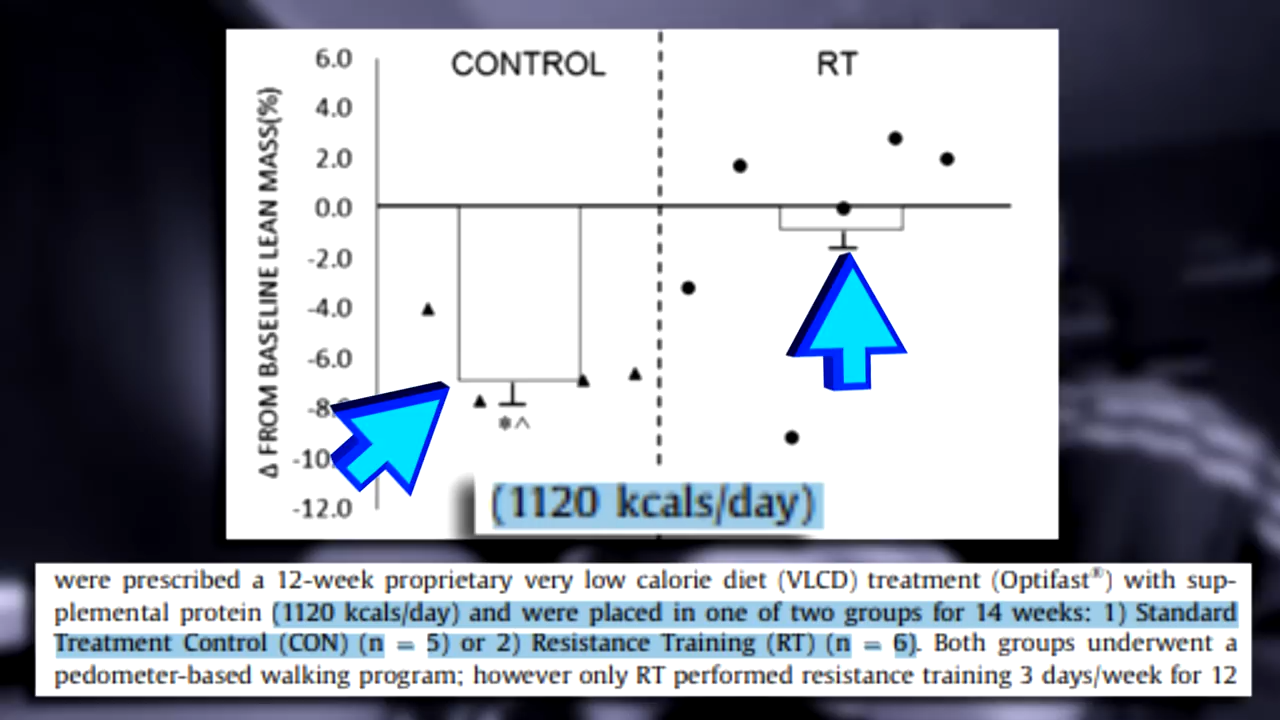 CONTROL
RT
Δ FROM BASELINE LEAN MASS(%)
6.0
4.0
2.0
0.0
-2.0
-4.0
-6.0
-8.
-10
-12.0
*^
(1120 kcals/day)
were prescribed a 12-week proprietary very low calorie diet (VLCD) treatment (Optifast®) with sup-
plemental protein (1120 kcals/day) and were placed in one of two groups for 14 weeks: 1) Standard
Treatment Control (CON) (n = 5) or 2) Resistance Training (RT) (n = 6). Both groups underwent a
pedometer-based walking program; however only RT performed resistance training 3 days/week for 12